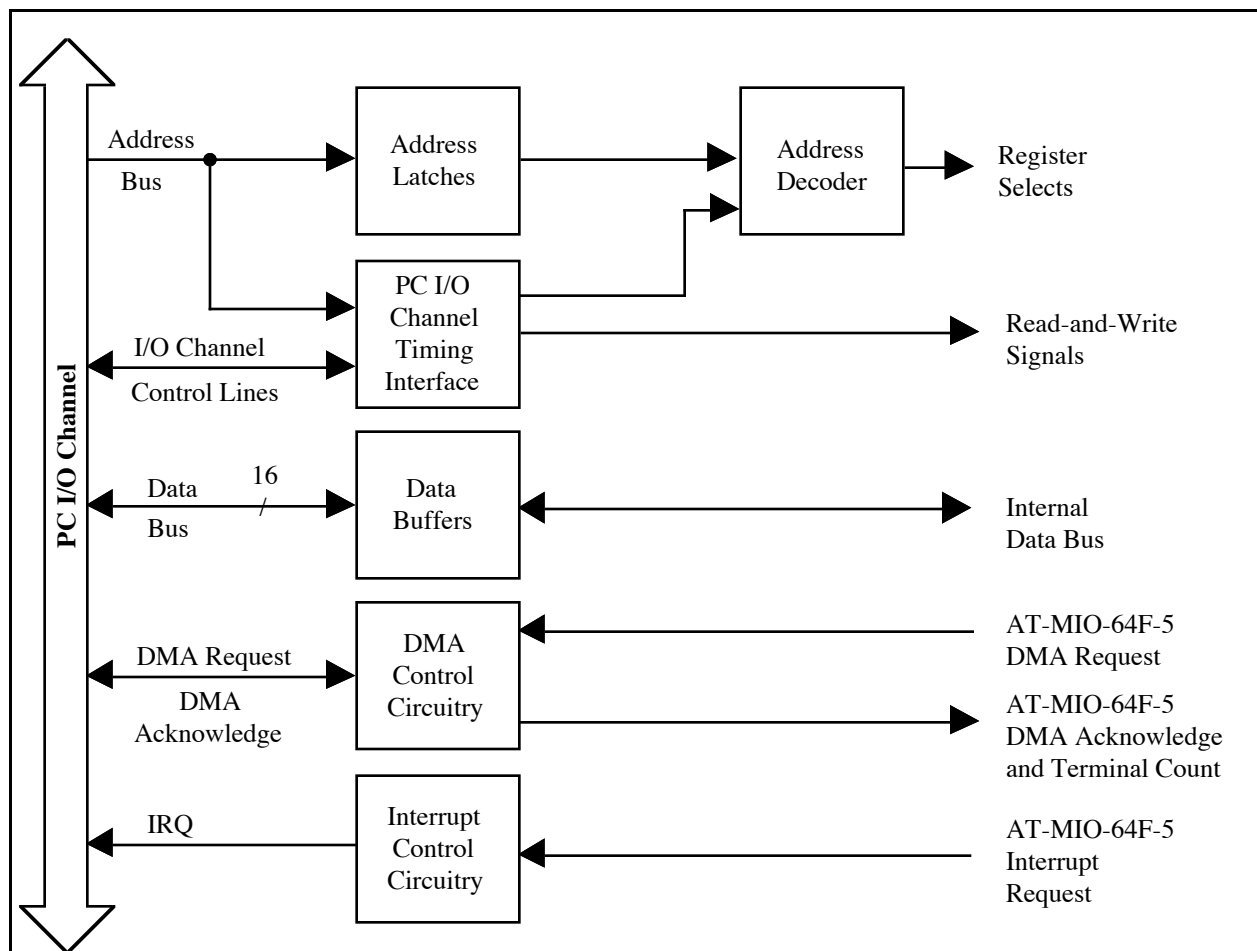 Address
Bus
Address
Latches
Address
Decoder
Register
Selects
PC I/O
Channel
Timing
Interface
Read-and-Write
Signals
I/O Channel
Control Lines
PC I/O Channel
Data
Bus
16
/
Data
Buffers
Internal
Data Bus
DMA Request
DMA
Acknowledge
DMA
Control
Circuitry
AT-MIO-64F-5
DMA Request
AT-MIO-64F-5
DMA Acknowledge
and Terminal Count
IRQ
Interrupt
Control
Circuitry
AT-MIO-64F-5
Interrupt
Request